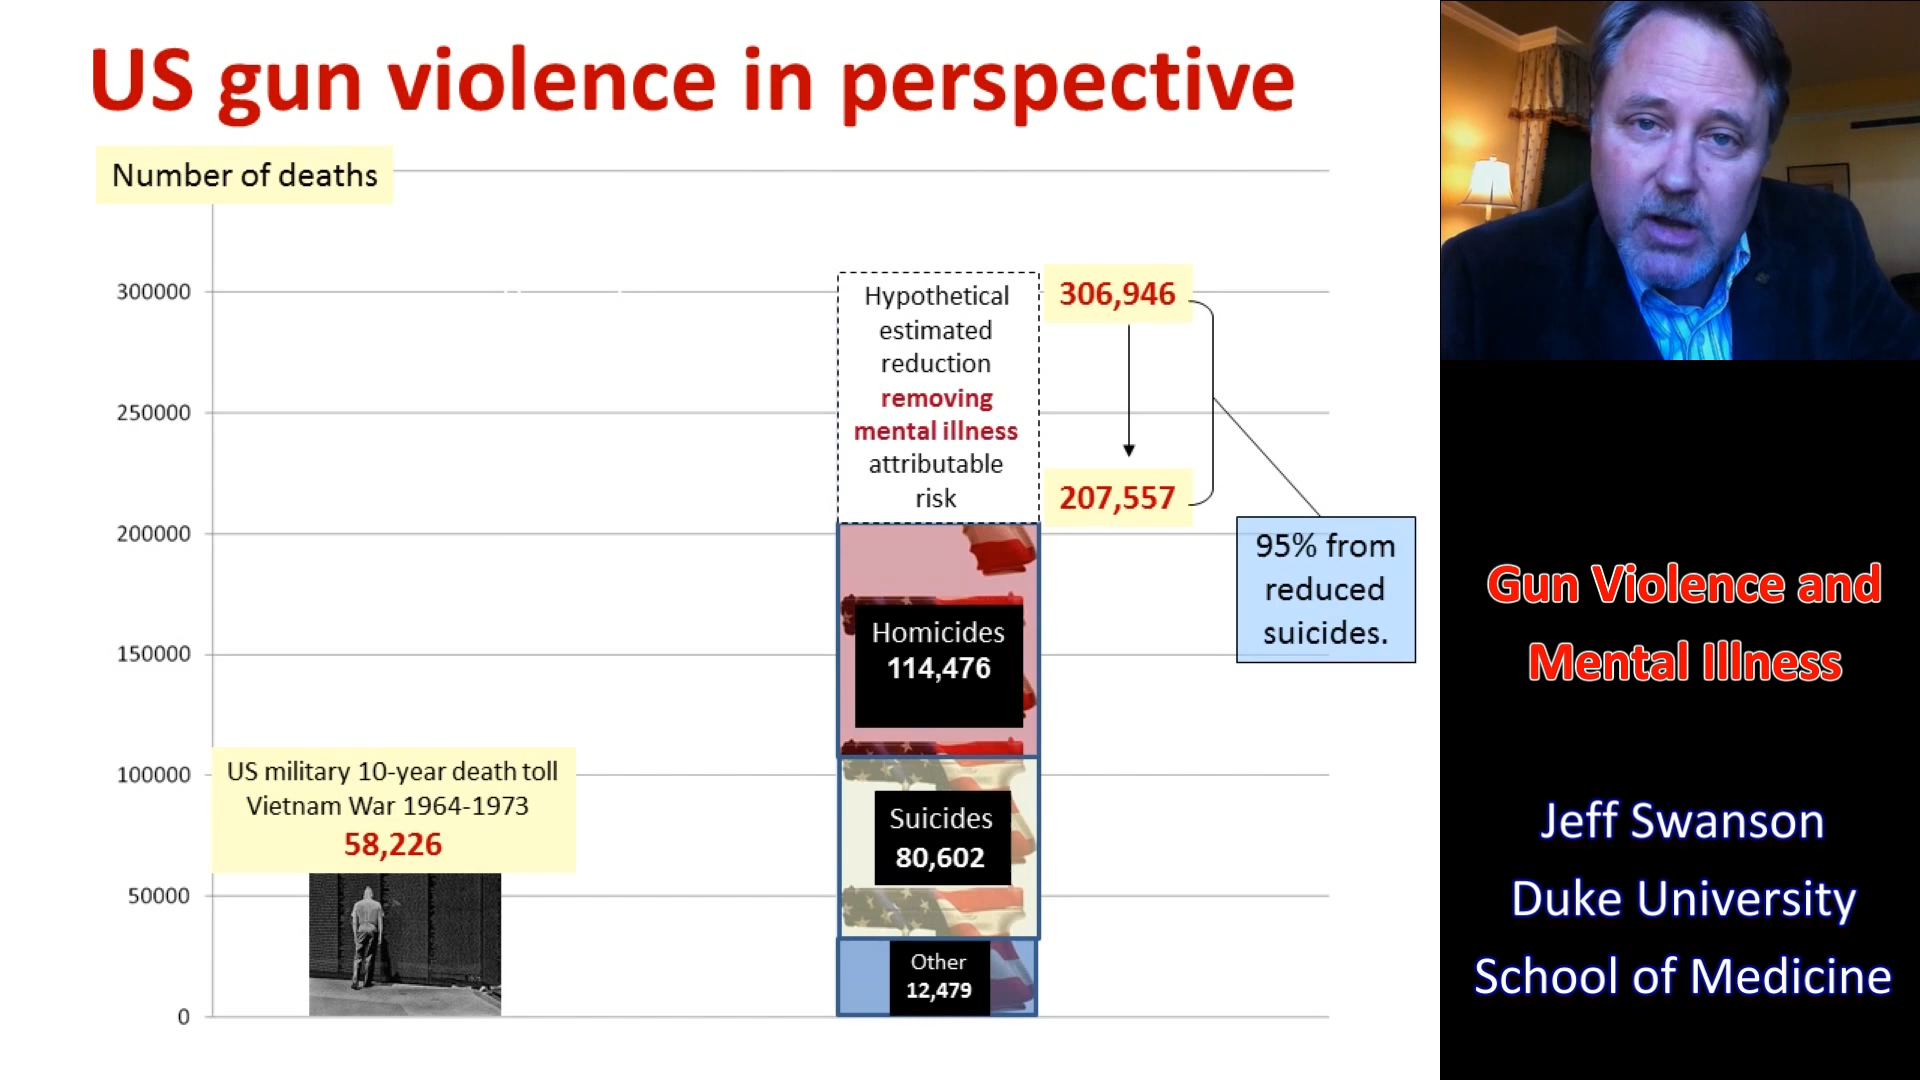 US gun violence in perspective
Number of deaths
300000
250000
200000
150000
100000
50000
0
US military 10-year death toll
Vietnam War 1964-1973
58,226
Hypothetical
estimated
reduction
removing
mental illness
attributable
risk
306,946
207,557
95% from
reduced
suicides.
Homicides
114,476
Suicides
80,602
Other
12,479
Gun Violence and
Mental Illness
Jeff Swanson
Duke University
School of Medicine